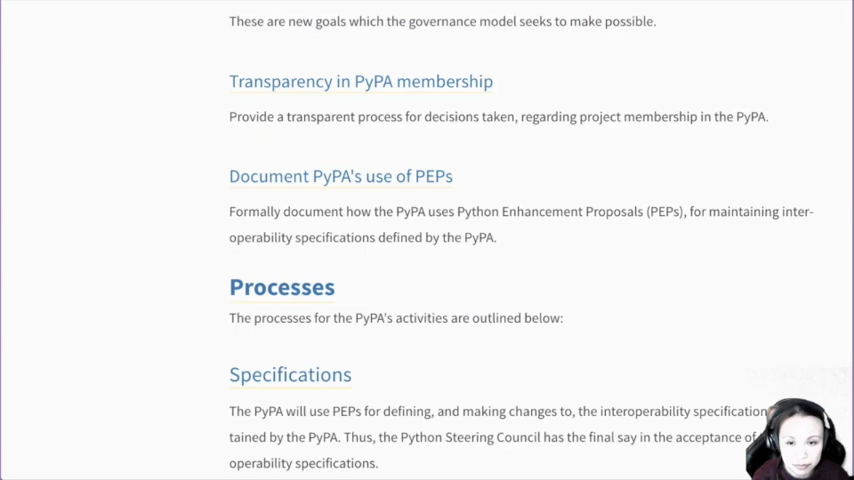 These are new goals which the governance model seeks to make possible.
Transparency in PyPA membership
Provide a transparent process for decisions taken, regarding project membership in the PyPA.
Document PyPA's use of PEPs
Formally document how the PyPA uses Python Enhancement Proposals (PEPs), for maintaining inter-
operability specifications defined by the PyPA.
Processes
The processes for the PyPA's activities are outlined below:
Specifications
The PyPA will use PEPs for defining, and making changes to, the interoperability specification
tained by the PyPA. Thus, the Python Steering Council has the final say in the acceptance of
operability specifications.